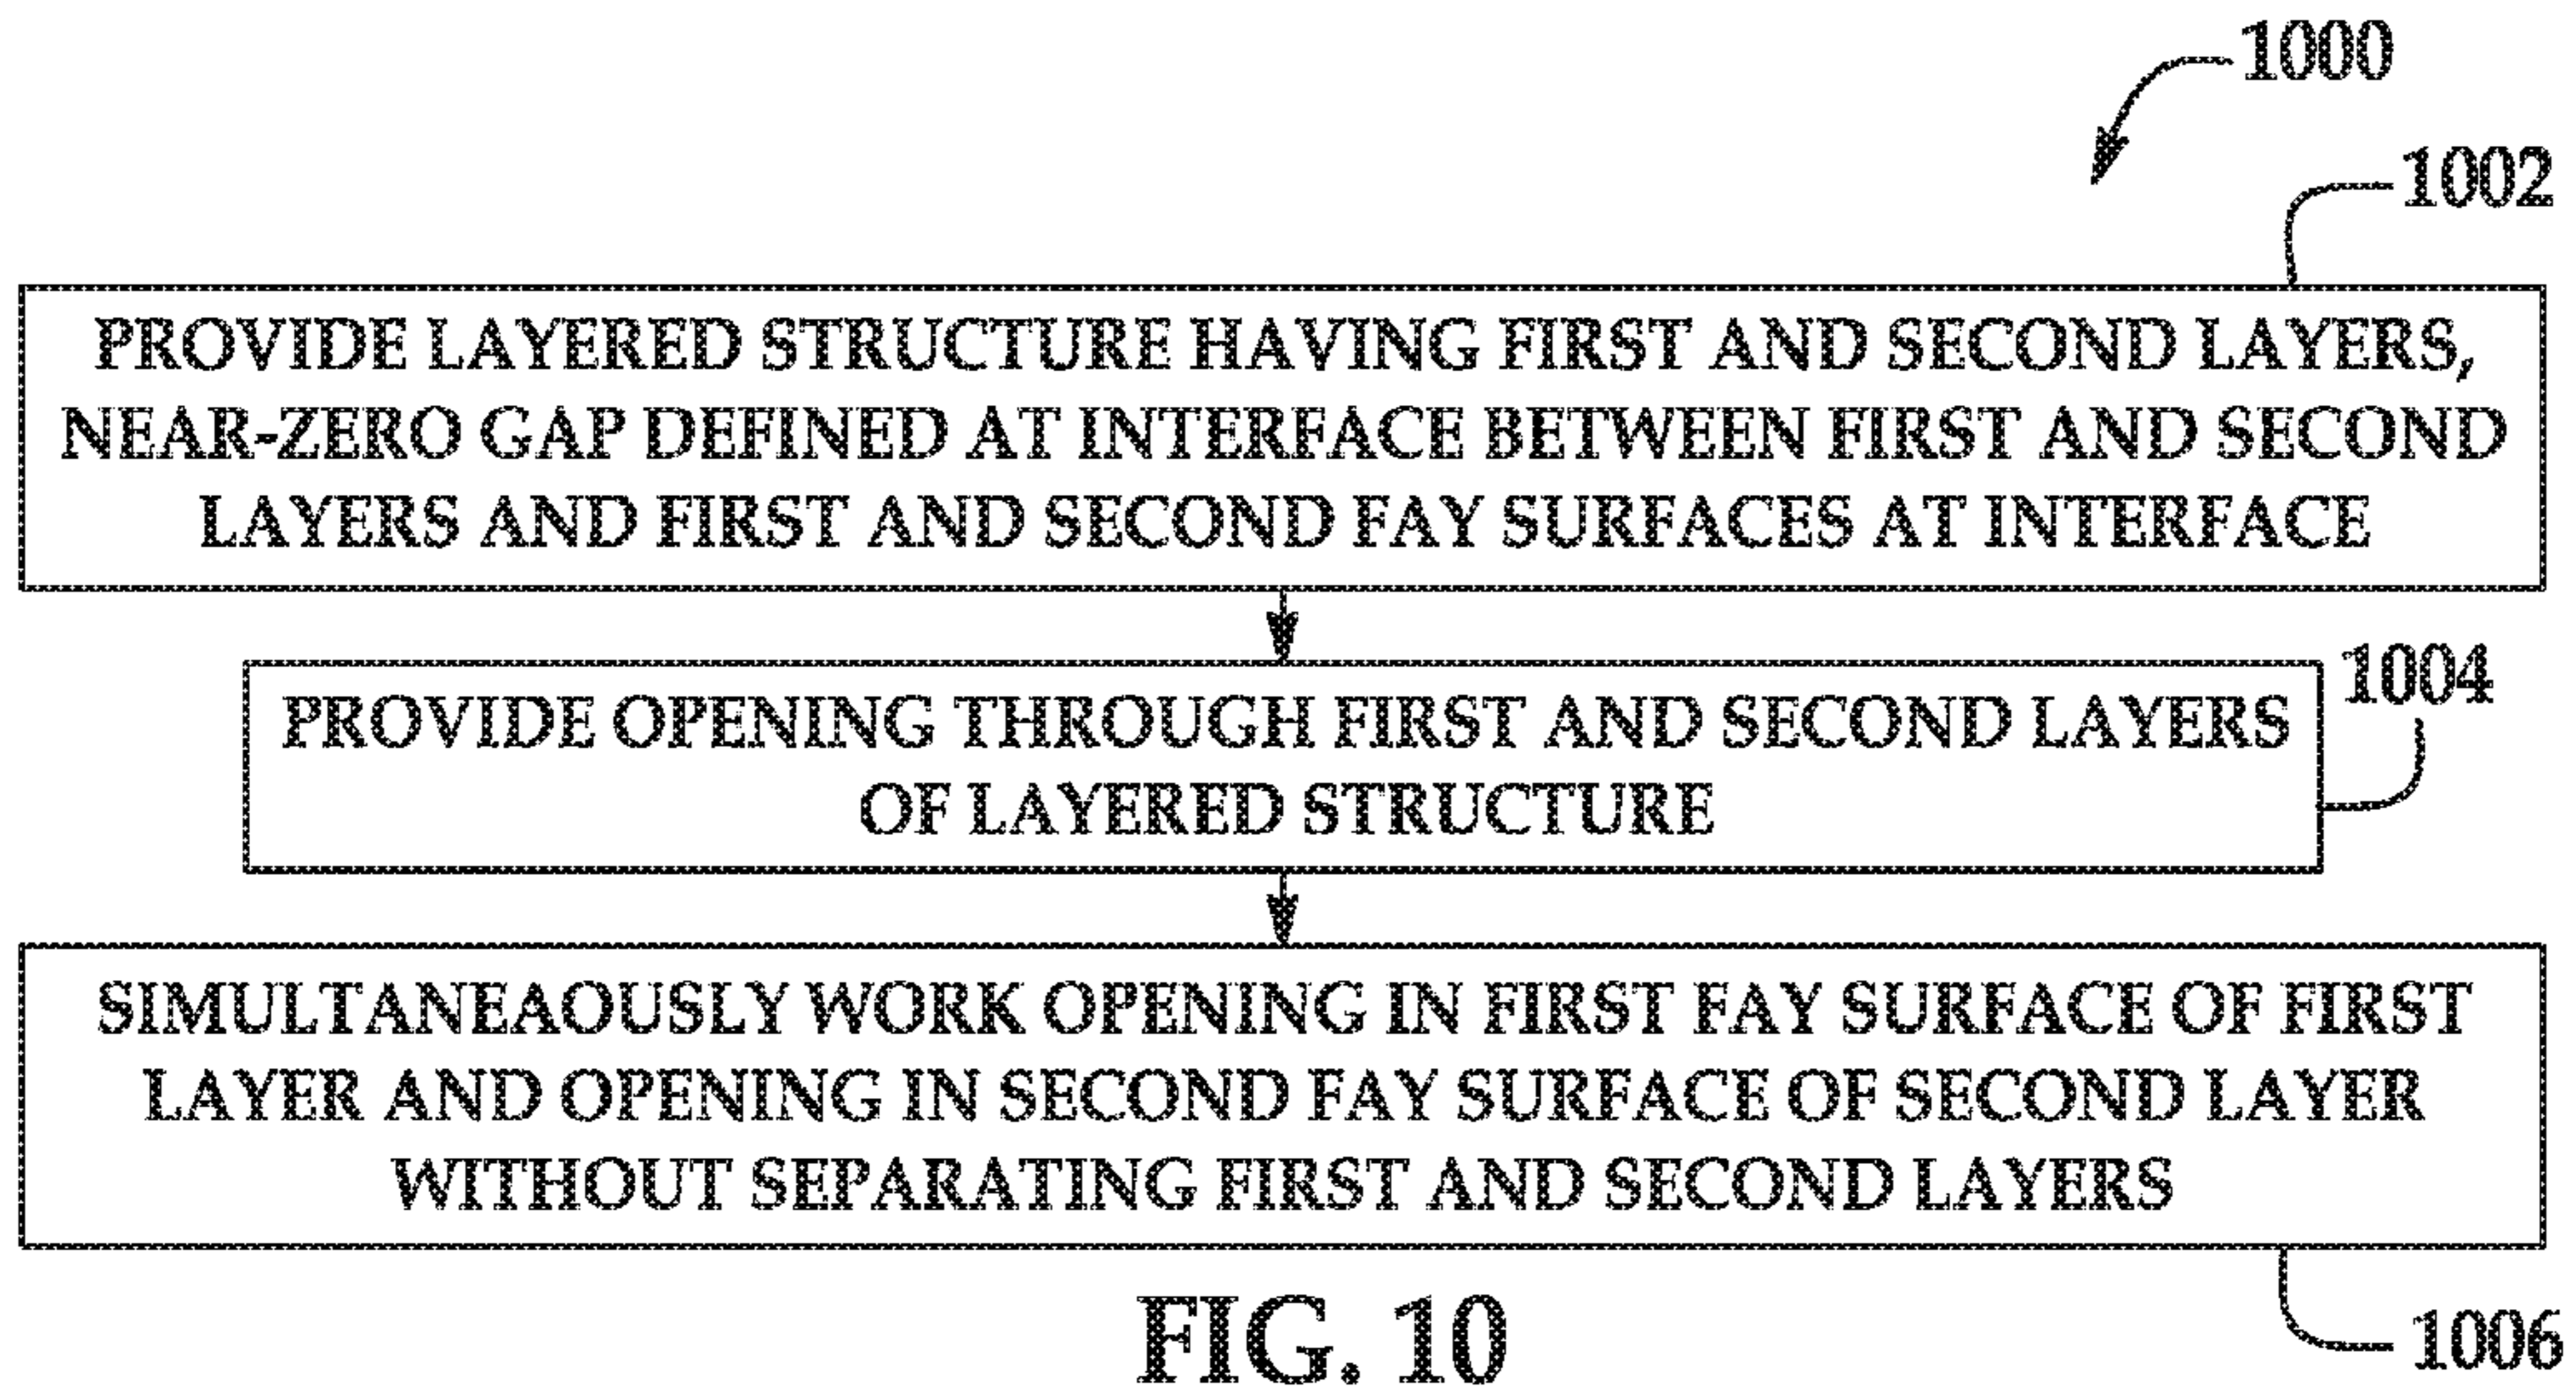 1000
1002
PROVIDE LAYERED STRUCTURE HAVING FIRST AND SECOND LAYERS,
NEAR-ZERO GAP DEFINED AT INTERFACE BETWEEN FIRST AND SECOND
LAYERS AND FIRST AND SECOND FAY SURFACES AT INTERFACE
1004
PROVIDE OPENING THROUGH FIRST AND SECOND LAYERS
OF LAYERED STRUCTURE
SIMULTANEAOUSLY WORK OPENING IN FIRST FAY SURFACE OF FIRST
LAYER AND OPENING IN SECOND FAY SURFACE OF SECOND LAYER
WITHOUT SEPARATING FIRST AND SECOND LAYERS
1006
FIG. 10